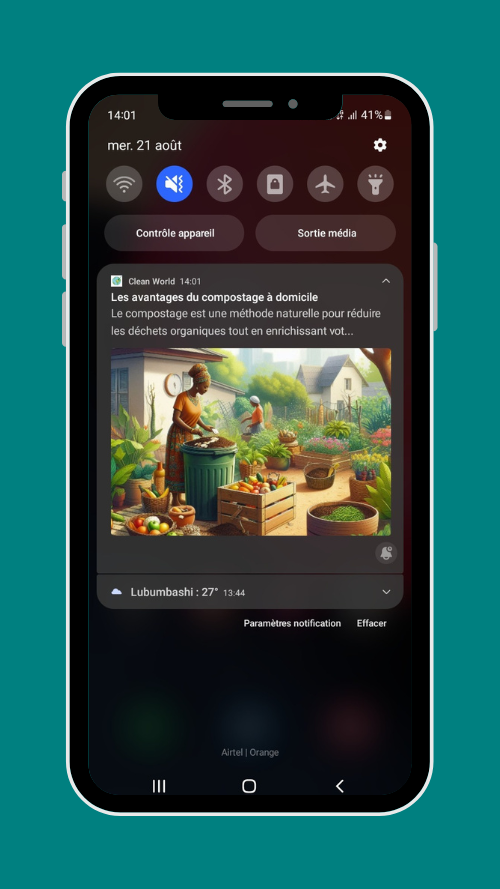 14:01
41%
mer. 21 août
Contrôle appareil
Sortie média
Clean World 14:01
Les avantages du compostage à domicile
Le compostage est une méthode naturelle pour réduire
les déchets organiques tout en enrichissant vot...
Lubumbashi : 27° 13:44
Paramètres notification
Effacer
Airtel | Orange